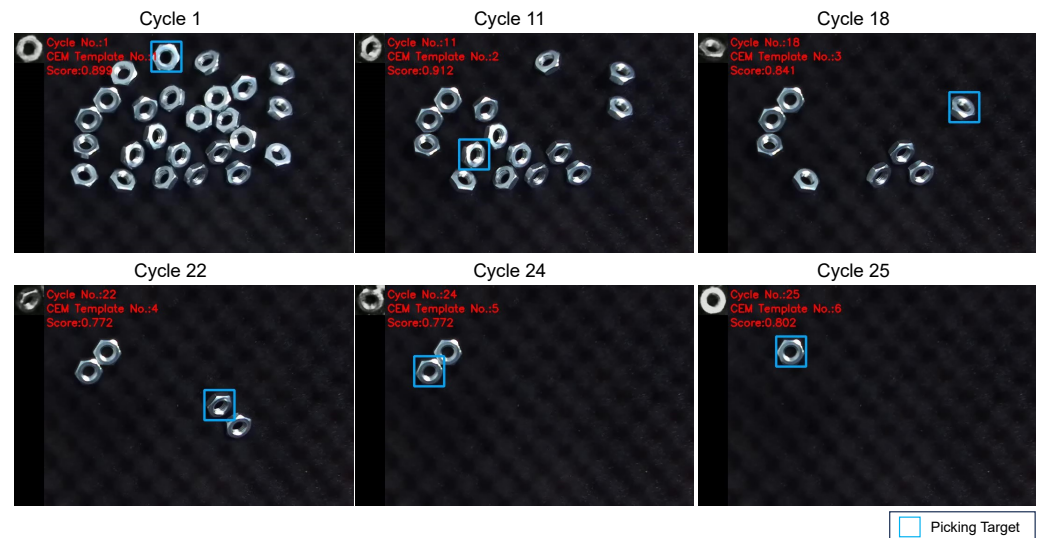 Cycle 1
Cycle No.:1
CEM Template No.:
Score:0.899
Cycle 11
Cycle No.:11
CEM Template No.:2
Score:0.912
Cycle 18
Cycle No.:18
CEM Template No.:3
Score:0.841
Cycle 22
Cycle No.:22
CEM Template No.:4
Score:0.772
Cycle 24
Cycle No.:24
CEM Template No.:5
Score:0.772
Cycle 25
Cycle No.:25
CEM Template No.:6
Score:0.802
Picking Target